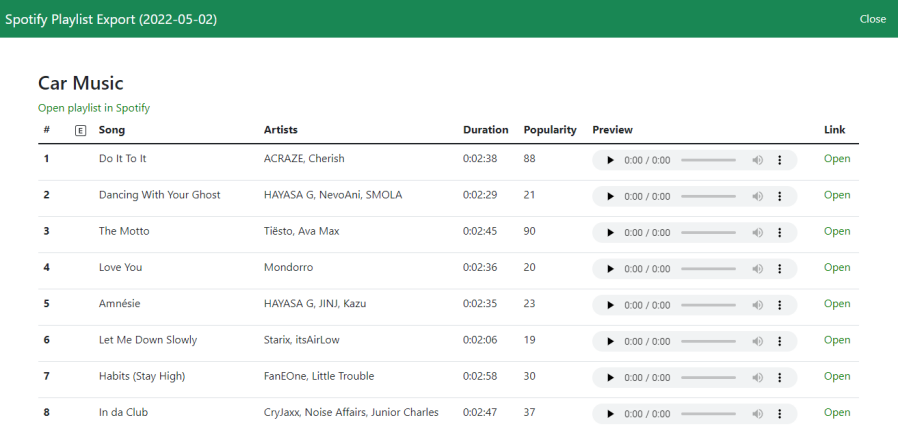 Spotify Playlist Export (2022-05-02) Close
Car Music
Open playlist in Spotify
# E Song Artists Duration Popularity Preview Link
1 Do It To It ACRAZE, Cherish 0:02:38 88 0:00 / 0:00 Open
2 Dancing With Your Ghost HAYASA G, NevoAni, SMOLA 0:02:29 21 0:00 / 0:00 Open
3 The Motto Tiësto, Ava Max 0:02:45 90 0:00 / 0:00 Open
4 Love You Mondorro 0:02:36 20 0:00 / 0:00 Open
5 Amnésie HAYASA G, JINJ, Kazu 0:02:35 23 0:00 / 0:00 Open
6 Let Me Down Slowly Starix, itsAirLow 0:02:06 19 0:00 / 0:00 Open
7 Habits (Stay High) FanEOne, Little Trouble 0:02:58 30 0:00 / 0:00 Open
8 In da Club CryJaxx, Noise Affairs, Junior Charles 0:02:47 37 0:00 / 0:00 Open